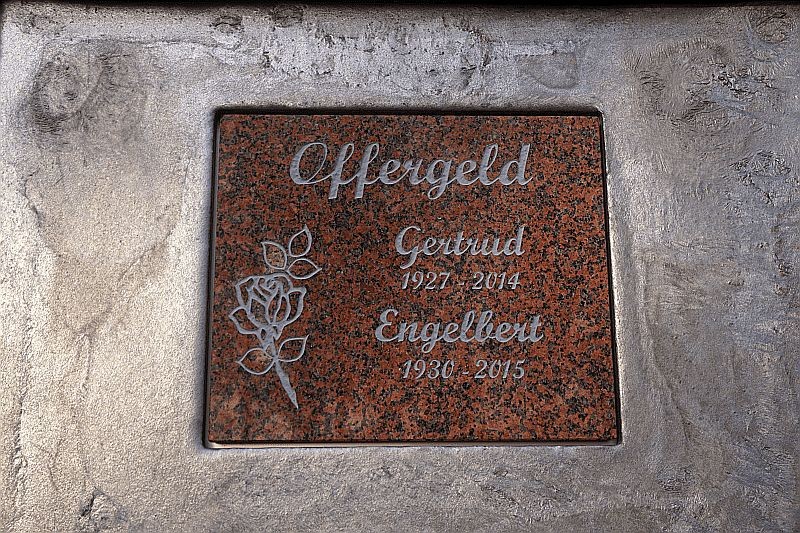 Offergeld
Gertrud
1927 - 2014
Engelbert
1930 - 2015